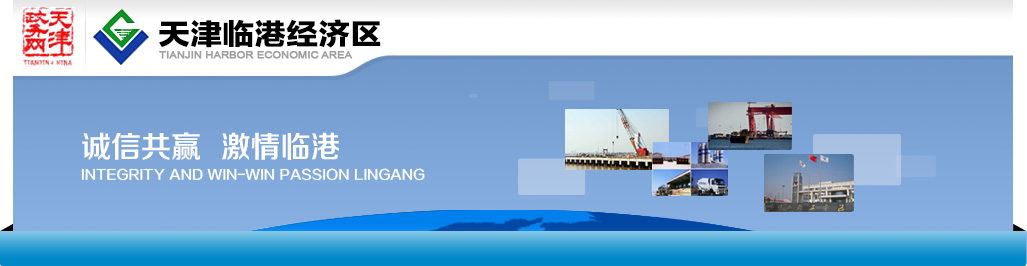 天津
政务网
TIANJIN • CHINA
天津临港经济区
TIANJIN HARBOR ECONOMIC AREA
诚信共赢 激情临港
INTEGRITY AND WIN-WIN PASSION LINGANG